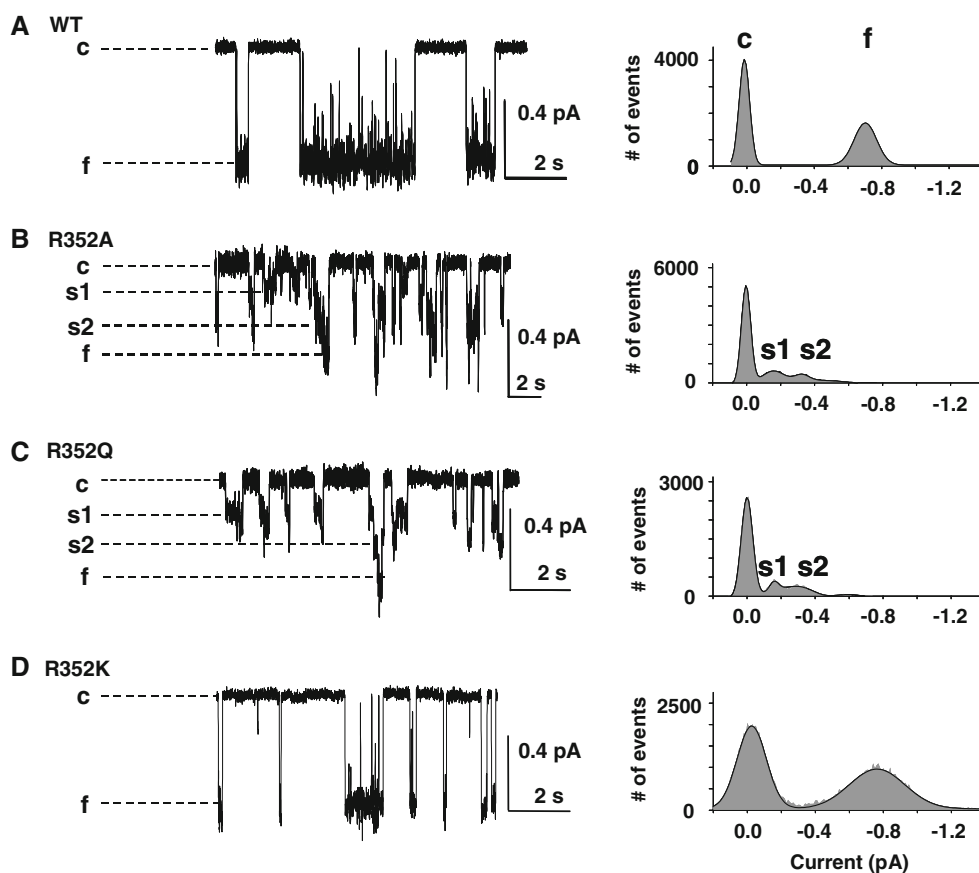 A WT
c
f
0.4 pA
2 s
c f
# of events
4000
0
0.0 -0.4 -0.8 -1.2
B R352A
c
s1
s2
f
0.4 pA
2 s
# of events
6000
0
s1 s2
0.0 -0.4 -0.8 -1.2
C R352Q
c
s1
s2
f
0.4 pA
2 s
# of events
3000
0
s1 s2
0.0 -0.4 -0.8 -1.2
D R352K
c
f
0.4 pA
2 s
# of events
2500
0
0.0 -0.4 -0.8 -1.2
Current (pA)